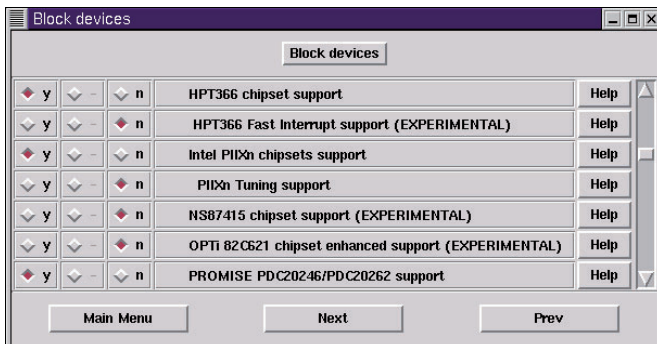 Block devices
Block devices
y - n HPT366 chipset support Help
y - n HPT366 Fast Interrupt support (EXPERIMENTAL) Help
y - n Intel PIIXn chipsets support Help
y - n PIIXn Tuning support Help
y - n NS87415 chipset support (EXPERIMENTAL) Help
y - n OPTi 82C621 chipset enhanced support (EXPERIMENTAL) Help
y - n PROMISE PDC20246/PDC20262 support Help
Main Menu Next Prev